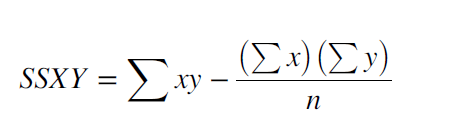 SSXY = ∑ xy − (∑ x) (∑ y) / n